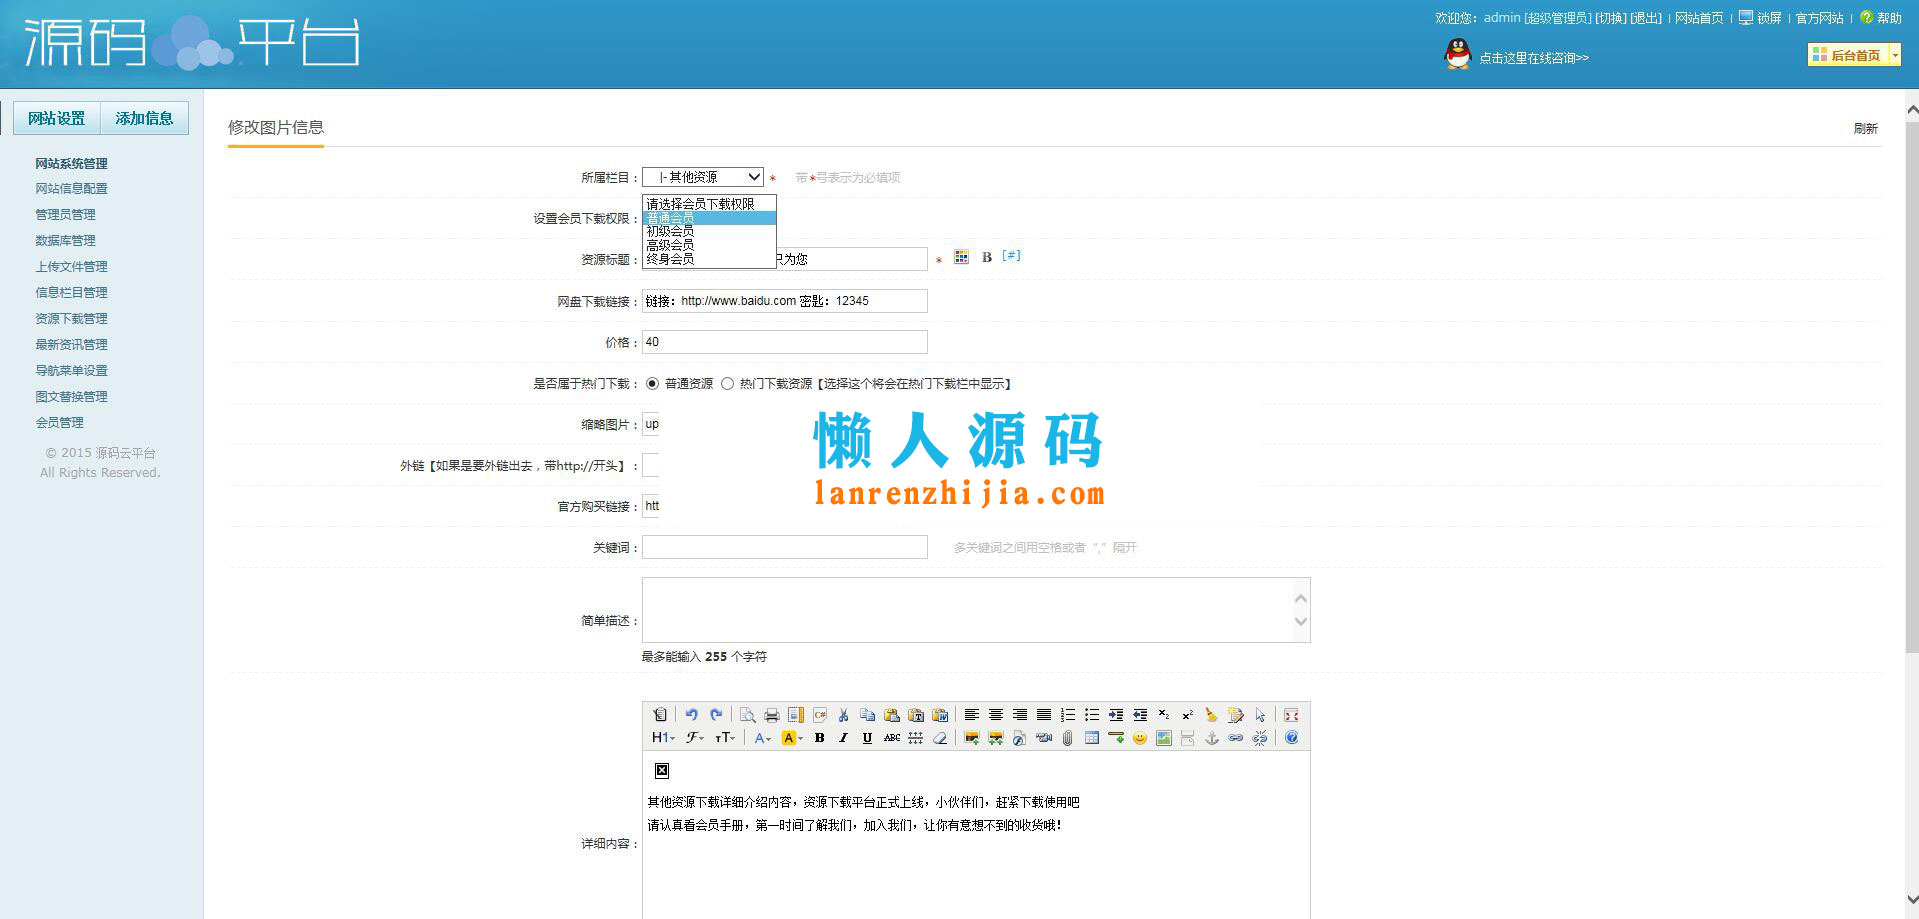 源码云平台
欢迎您：admin [超级管理员] [切换] [退出] | 网站首页 | 锁屏 | 官方网站 | 帮助
点击这里在线咨询>>
后台首页
网站设置 添加信息
网站系统管理
网站信息配置
管理员管理
数据库管理
上传文件管理
信息栏目管理
资源下载管理
最新资讯管理
导航菜单设置
图文替换管理
会员管理
© 2015 源码云平台
All Rights Reserved.
修改图片信息
刷新
所属栏目： |- 其他资源 * 带*号表示为必填项
设置会员下载权限：
请选择会员下载权限
普通会员
初级会员
高级会员
终身会员
资源标题： 只为您 * B [#]
网盘下载链接： 链接：http://www.baidu.com 密匙：12345
价格： 40
是否属于热门下载： 普通资源 热门下载资源【选择这个将会在热门下载栏中显示】
缩略图片： up
外链【如果是要外链出去，带http://开头】：
官方购买链接： htt
懒人源码
lanrenzhijia.com
关键词： 多关键词之间用空格或者 “,” 隔开
简单描述：
最多能输入 255 个字符
详细内容：
其他资源下载详细介绍内容，资源下载平台正式上线，小伙伴们，赶紧下载使用吧
请认真看会员手册，第一时间了解我们，加入我们，让你有意想不到的收货哦！